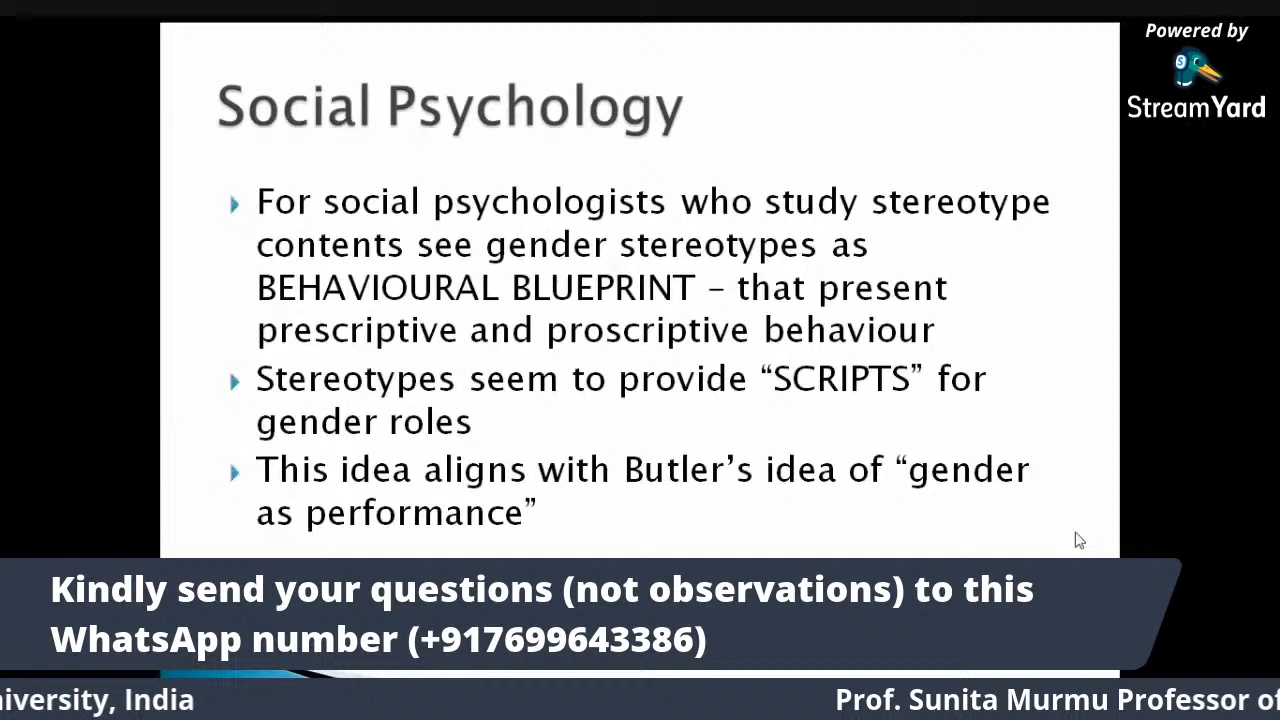 Powered by
StreamYard
Social Psychology
For social psychologists who study stereotype
contents see gender stereotypes as
BEHAVIOURAL BLUEPRINT – that present
prescriptive and proscriptive behaviour
Stereotypes seem to provide “SCRIPTS” for
gender roles
This idea aligns with Butler’s idea of “gender
as performance”
Kindly send your questions (not observations) to this
WhatsApp number (+917699643386)
niversity, India Prof. Sunita Murmu Professor of